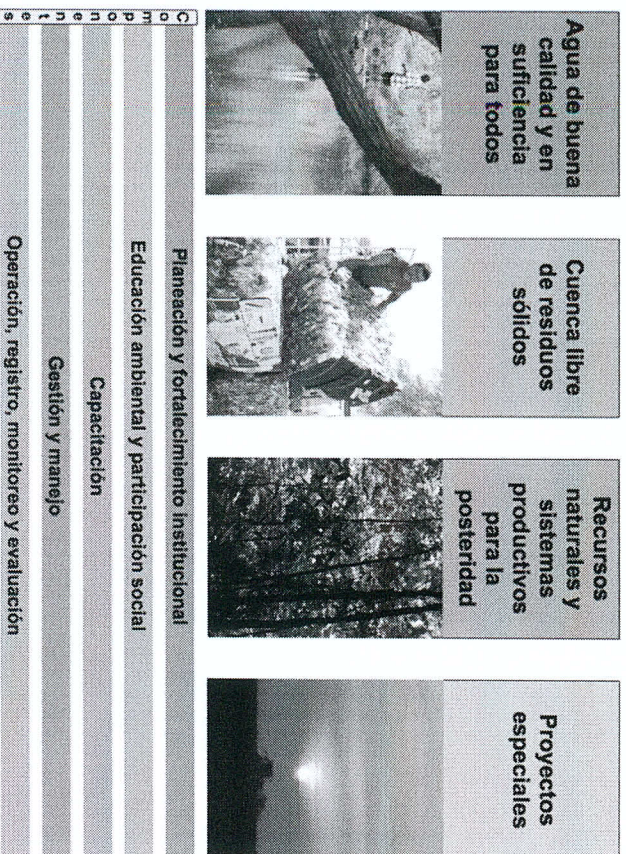 Agua de buena
calidad y en
suficiencia
para todos
Cuenca libre
de residuos
sólidos
Recursos
naturales y
sistemas
productivos
para la
posteridad
Proyectos
especiales
Componentes
Planeación y fortalecimiento institucional
Educación ambiental y participación social
Capacitación
Gestión y manejo
Operación, registro, monitoreo y evaluación